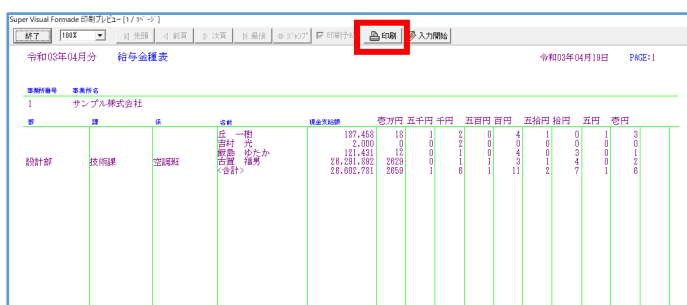 Super Visual Formade 印刷プレビュー [1 / 1ページ]
終了 100% 先頭 前頁 次頁 最後 ジャンプ 印刷予約 印刷 入力開始
令和03年04月分 給与金種表 令和03年04月19日 PAGE:1
事業所番号 事業所名
1 サンプル株式会社
部 課 係 名前 現金支給額 壱万円 五千円 千円 五百円 百円 五拾円 拾円 五円 壱円
丘 一樹 187,458 18 1 2 0 4 1 0 1 3
吉村 光 2,000 0 0 2 0 0 0 0 0 0
飯島 ゆたか 121,431 12 0 1 0 4 0 3 0 1
設計部 技術課 空調班 古賀 福男 26,291,892 2629 0 1 1 3 1 4 0 2
<合計> 26,602,781 2659 1 6 1 11 2 7 1 6